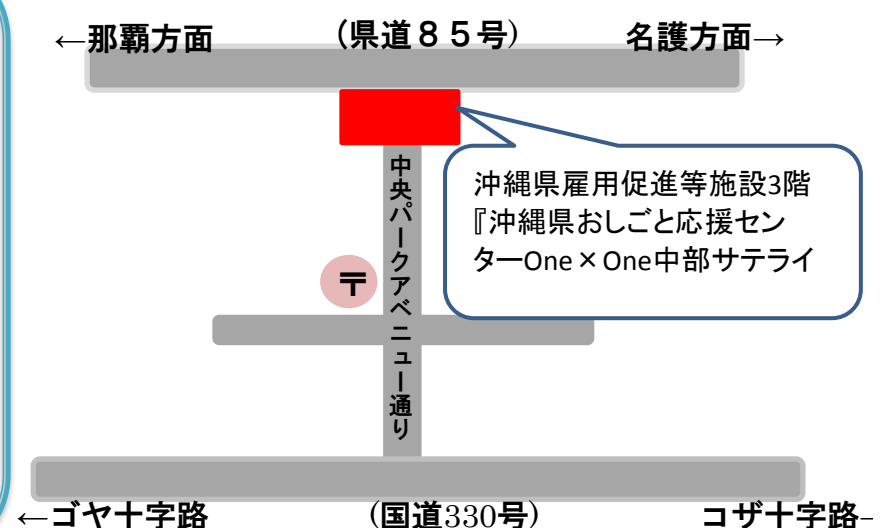 ←那覇方面 (県道８５号) 名護方面→
沖縄県雇用促進等施設3階
『沖縄県おしごと応援セン
ターOne×One中部サテライ
中央パークアベニュー通り
〒
←ゴヤ十字路 (国道330号) コザ十字路→